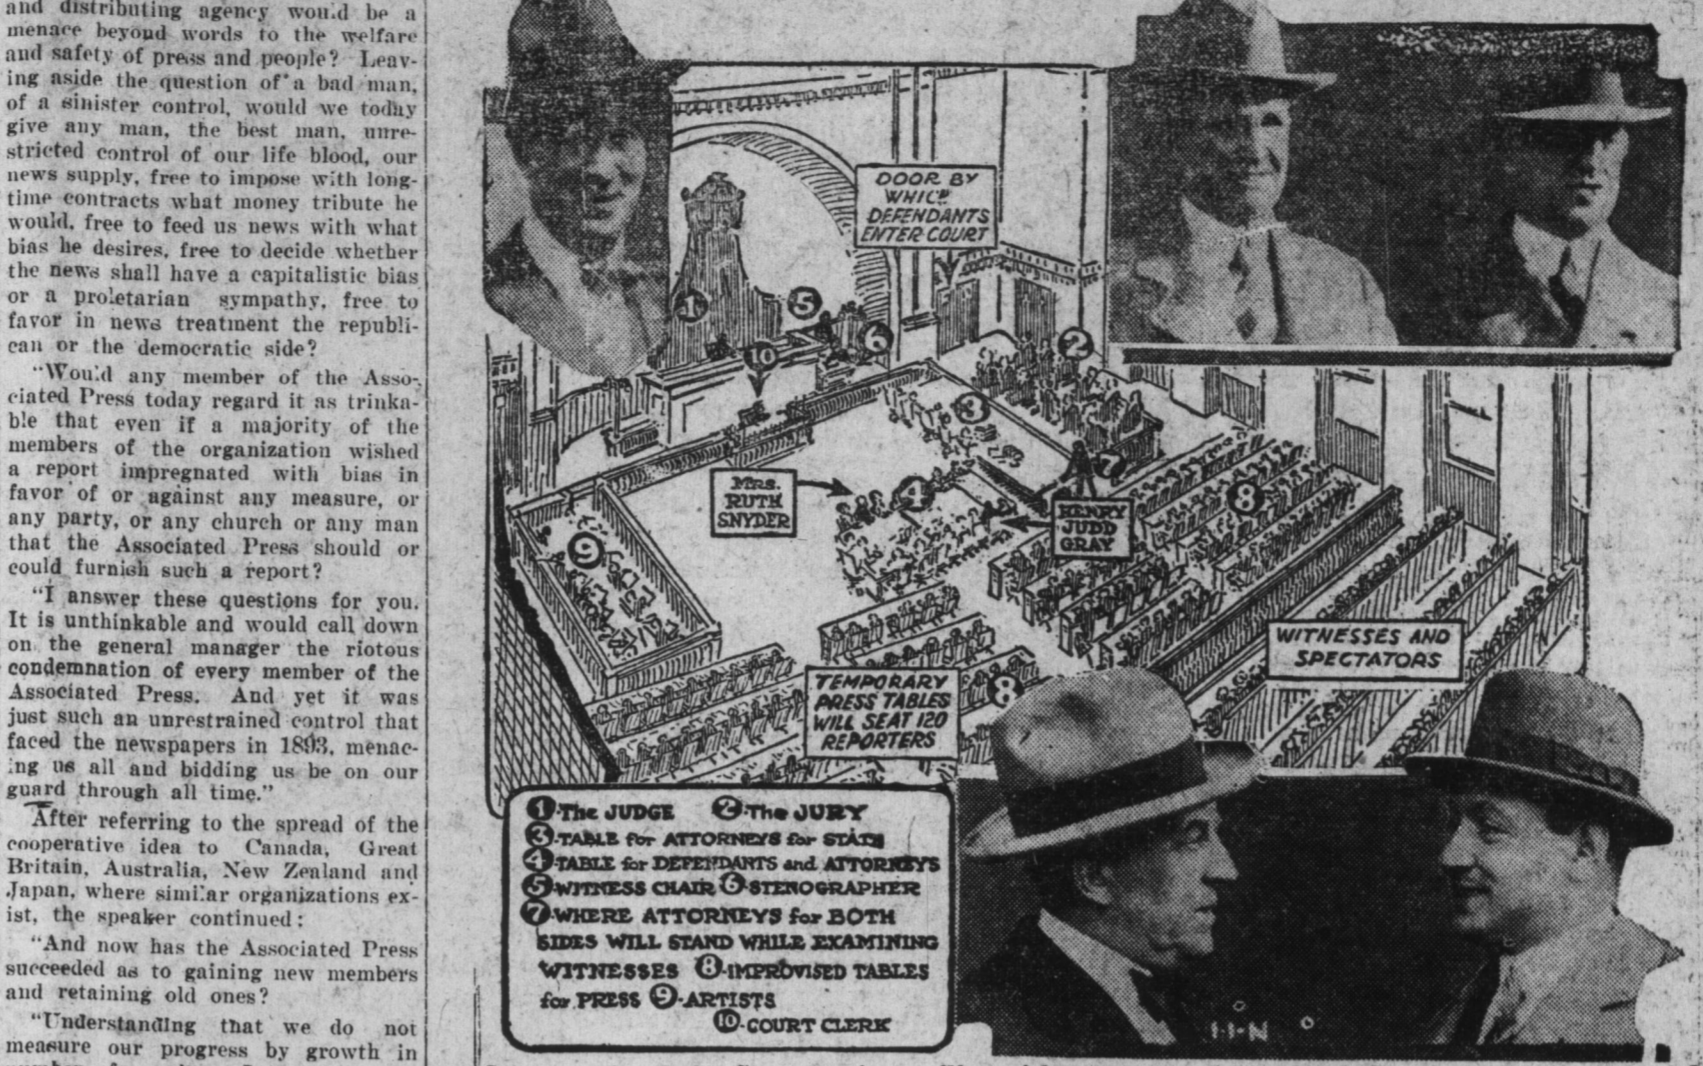 and distributing agency would be a
menace beyond words to the welfare
and safety of press and people? Leav-
ing aside the question of a bad man,
of a sinister control, would we today
give any man, the best man, unre-
stricted control of our life blood, our
news supply, free to impose with long-
time contracts what money tribute he
would, free to feed us news with what
bias he desires, free to decide whether
the news shall have a capitalistic bias
or a proletarian sympathy, free to
favor in news treatment the republi-
can or the democratic side?
"Would any member of the Asso-
ciated Press today regard it as trinka-
ble that even if a majority of the
members of the organization wished
a report impregnated with bias in
favor of or against any measure, or
any party, or any church or any man
that the Associated Press should or
could furnish such a report?
"I answer these questions for you.
It is unthinkable and would call down
on the general manager the riotous
condemnation of every member of the
Associated Press. And yet it was
just such an unrestrained control that
faced the newspapers in 1893, menac-
ing us all and bidding us be on our
guard through all time."
After referring to the spread of the
cooperative idea to Canada, Great
Britain, Australia, New Zealand and
Japan, where similar organizations ex-
ist, the speaker continued:
"And now has the Associated Press
succeeded as to gaining new members
and retaining old ones?
"Understanding that we do not
measure our progress by growth in
DOOR BY
WHICH
DEFENDANTS
ENTER COURT
1
5
6
10
2
3
7
MRS.
RUTH
SNYDER
4
HENRY
JUDD
GRAY
8
9
WITNESSES AND
SPECTATORS
TEMPORARY
PRESS TABLES
WILL SEAT 120
REPORTERS
8
1-The JUDGE 2-The JURY
3-TABLE for ATTORNEYS for STATE
4-TABLE for DEFENDANTS and ATTORNEYS
5-WITNESS CHAIR 6-STENOGRAPHER
7-WHERE ATTORNEYS for BOTH
SIDES WILL STAND WHILE EXAMINING
WITNESSES 8-IMPROVISED TABLES
for PRESS 9-ARTISTS
10-COURT CLERK